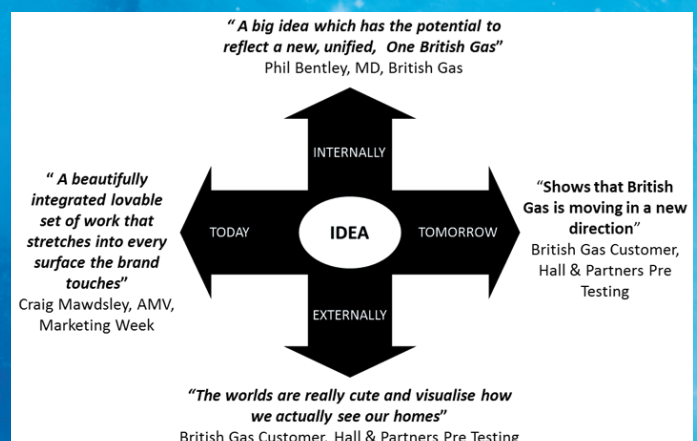 “ A big idea which has the potential to
reflect a new, unified, One British Gas”
Phil Bentley, MD, British Gas
INTERNALLY
“ A beautifully
integrated lovable
set of work that
stretches into every
surface the brand
touches”
Craig Mawdsley, AMV,
Marketing Week
TODAY
IDEA
TOMORROW
“Shows that British
Gas is moving in a new
direction”
British Gas Customer,
Hall & Partners Pre
Testing
EXTERNALLY
“The worlds are really cute and visualise how
we actually see our homes”
British Gas Customer, Hall & Partners Pre Testing